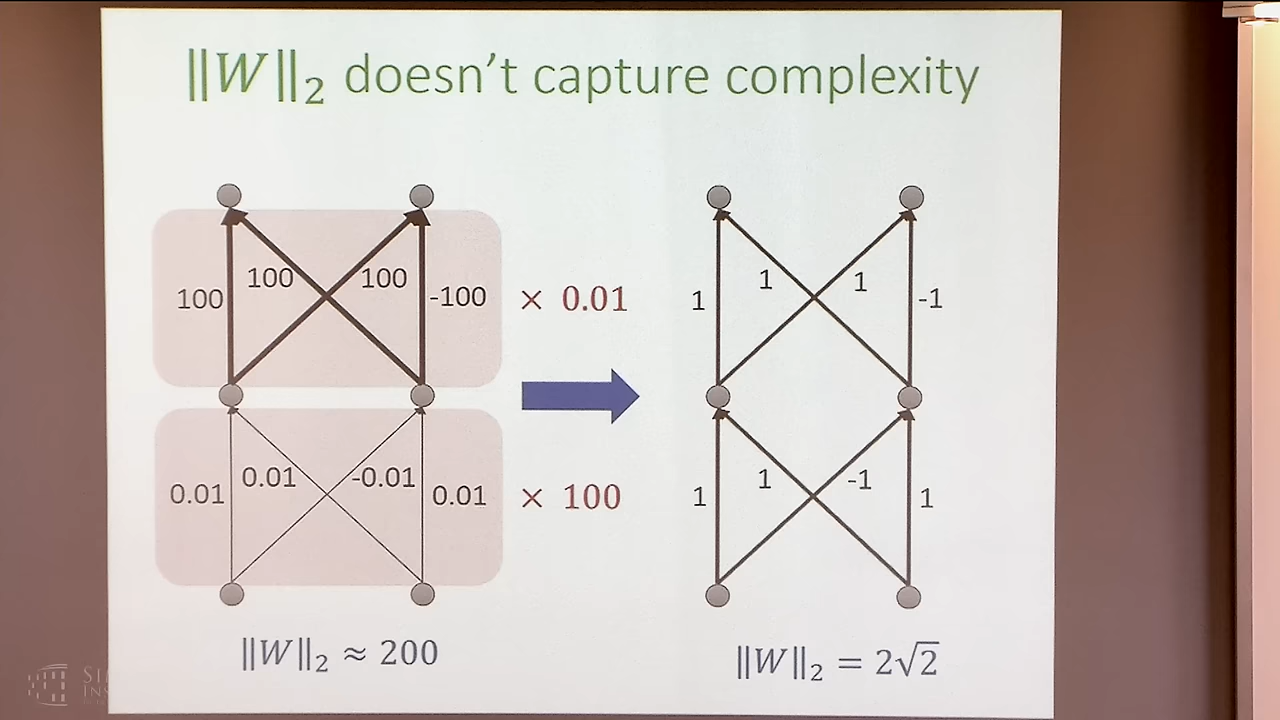 ‖W‖₂ doesn't capture complexity
100 100 100 -100 × 0.01
1 1 1 -1
0.01 0.01 -0.01 0.01 × 100
1 1 -1 1
‖W‖₂ ≈ 200
‖W‖₂ = 2√2